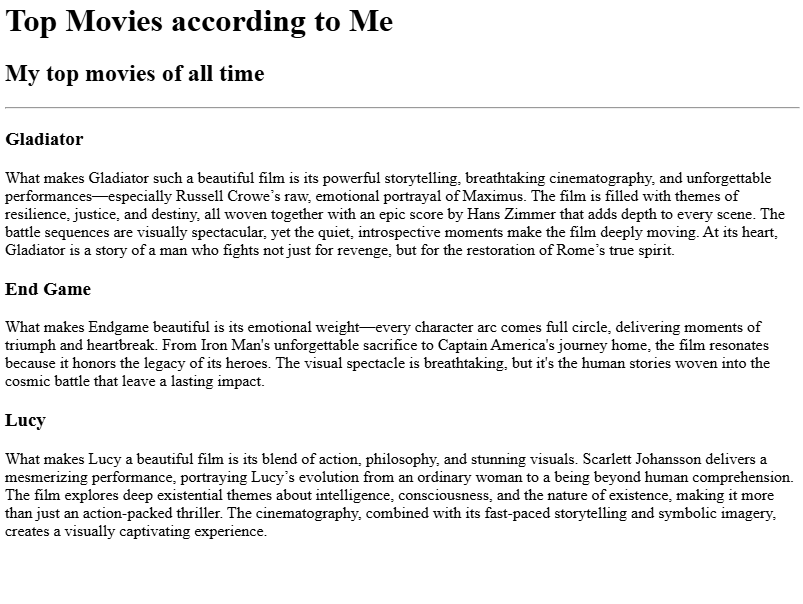 Top Movies according to Me
My top movies of all time
Gladiator
What makes Gladiator such a beautiful film is its powerful storytelling, breathtaking cinematography, and unforgettable
performances—especially Russell Crowe’s raw, emotional portrayal of Maximus. The film is filled with themes of
resilience, justice, and destiny, all woven together with an epic score by Hans Zimmer that adds depth to every scene. The
battle sequences are visually spectacular, yet the quiet, introspective moments make the film deeply moving. At its heart,
Gladiator is a story of a man who fights not just for revenge, but for the restoration of Rome’s true spirit.
End Game
What makes Endgame beautiful is its emotional weight—every character arc comes full circle, delivering moments of
triumph and heartbreak. From Iron Man's unforgettable sacrifice to Captain America's journey home, the film resonates
because it honors the legacy of its heroes. The visual spectacle is breathtaking, but it's the human stories woven into the
cosmic battle that leave a lasting impact.
Lucy
What makes Lucy a beautiful film is its blend of action, philosophy, and stunning visuals. Scarlett Johansson delivers a
mesmerizing performance, portraying Lucy’s evolution from an ordinary woman to a being beyond human comprehension.
The film explores deep existential themes about intelligence, consciousness, and the nature of existence, making it more
than just an action-packed thriller. The cinematography, combined with its fast-paced storytelling and symbolic imagery,
creates a visually captivating experience.